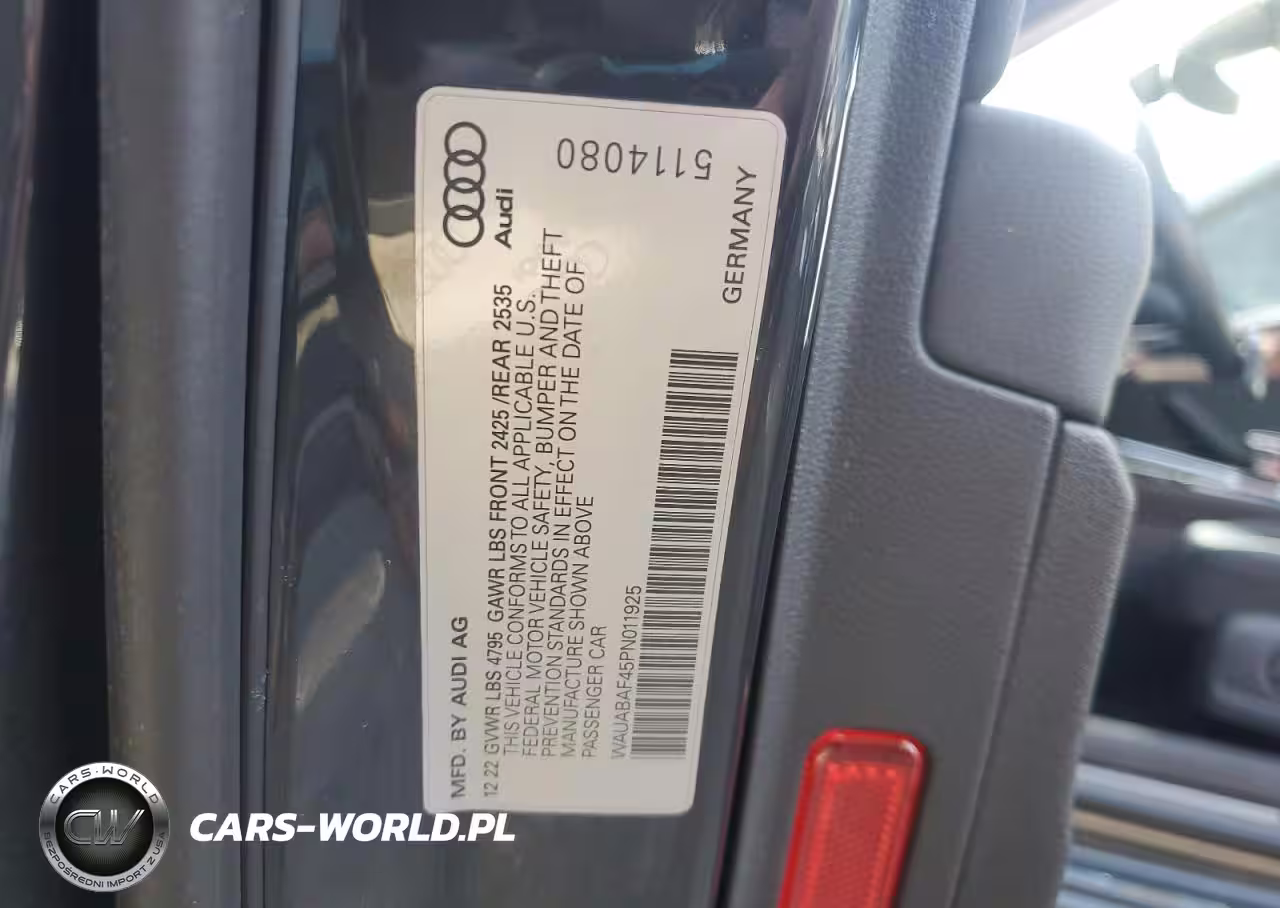 Audi
5114080
MFD. BY AUDI AG
12 22 GVWR LBS 4795 GAWR LBS FRONT 2425 /REAR 2535
THIS VEHICLE CONFORMS TO ALL APPLICABLE U.S.
FEDERAL MOTOR VEHICLE SAFETY, BUMPER AND THEFT
PREVENTION STANDARDS IN EFFECT ON THE DATE OF
MANUFACTURE SHOWN ABOVE
PASSENGER CAR
WAUABAF45PN011925
GERMANY
CARS-WORLD
CW
BEZPOŚREDNI IMPORT Z USA
CARS-WORLD.PL